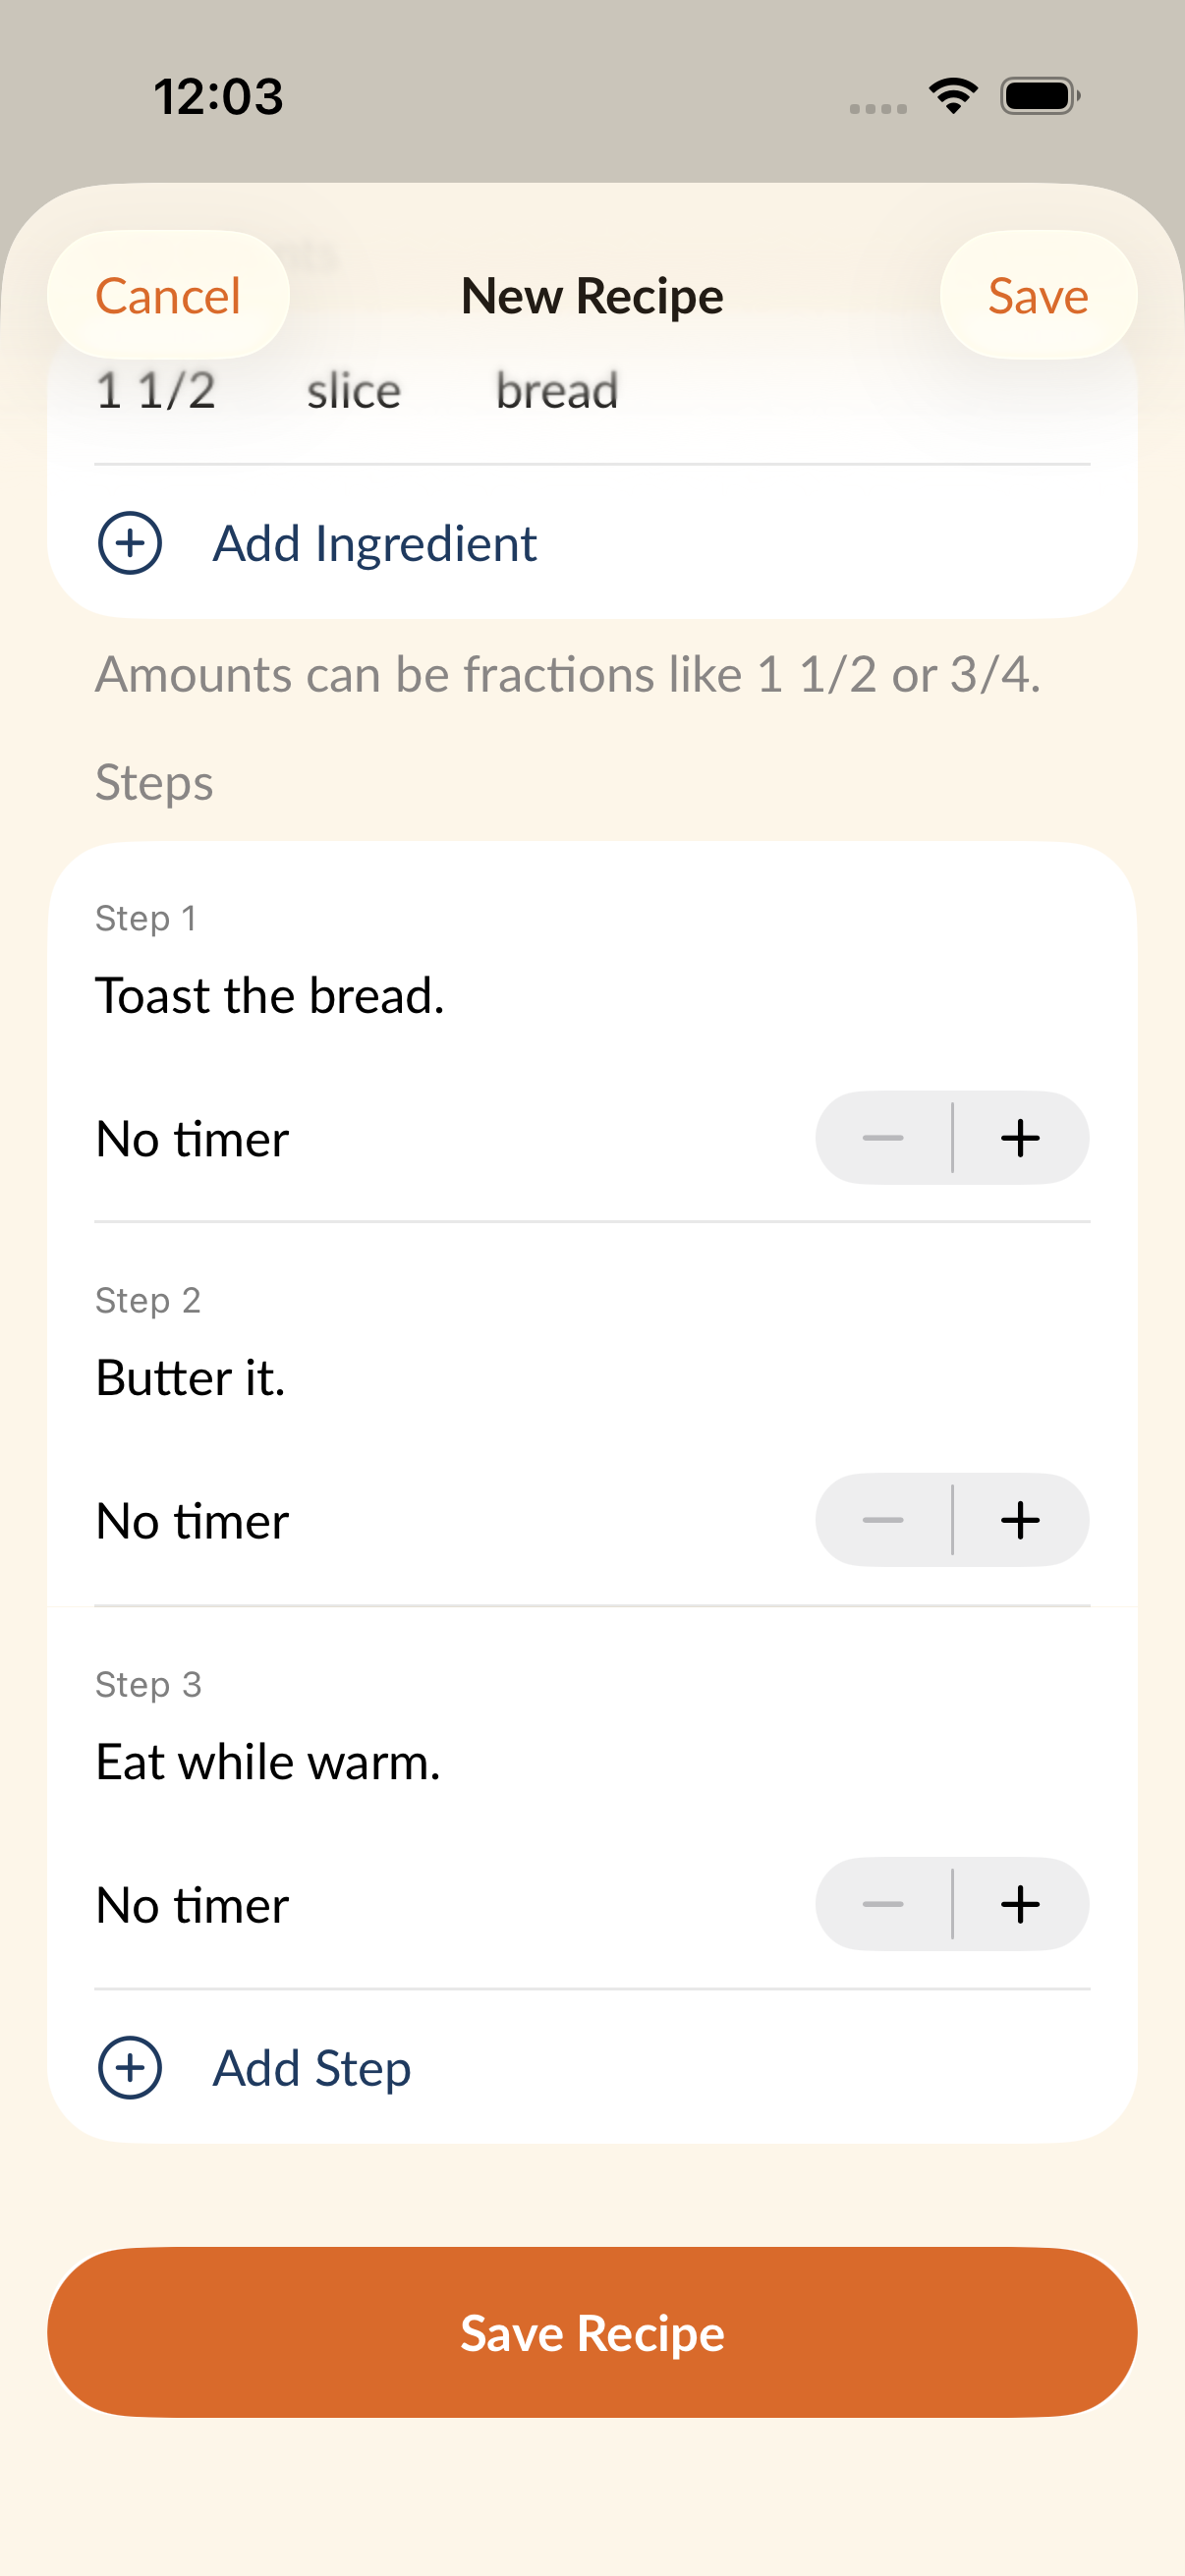 12:03
Cancel
New Recipe
Save
1 1/2 slice bread
Add Ingredient
Amounts can be fractions like 1 1/2 or 3/4.
Steps
Step 1
Toast the bread.
No timer
Step 2
Butter it.
No timer
Step 3
Eat while warm.
No timer
Add Step
Save Recipe